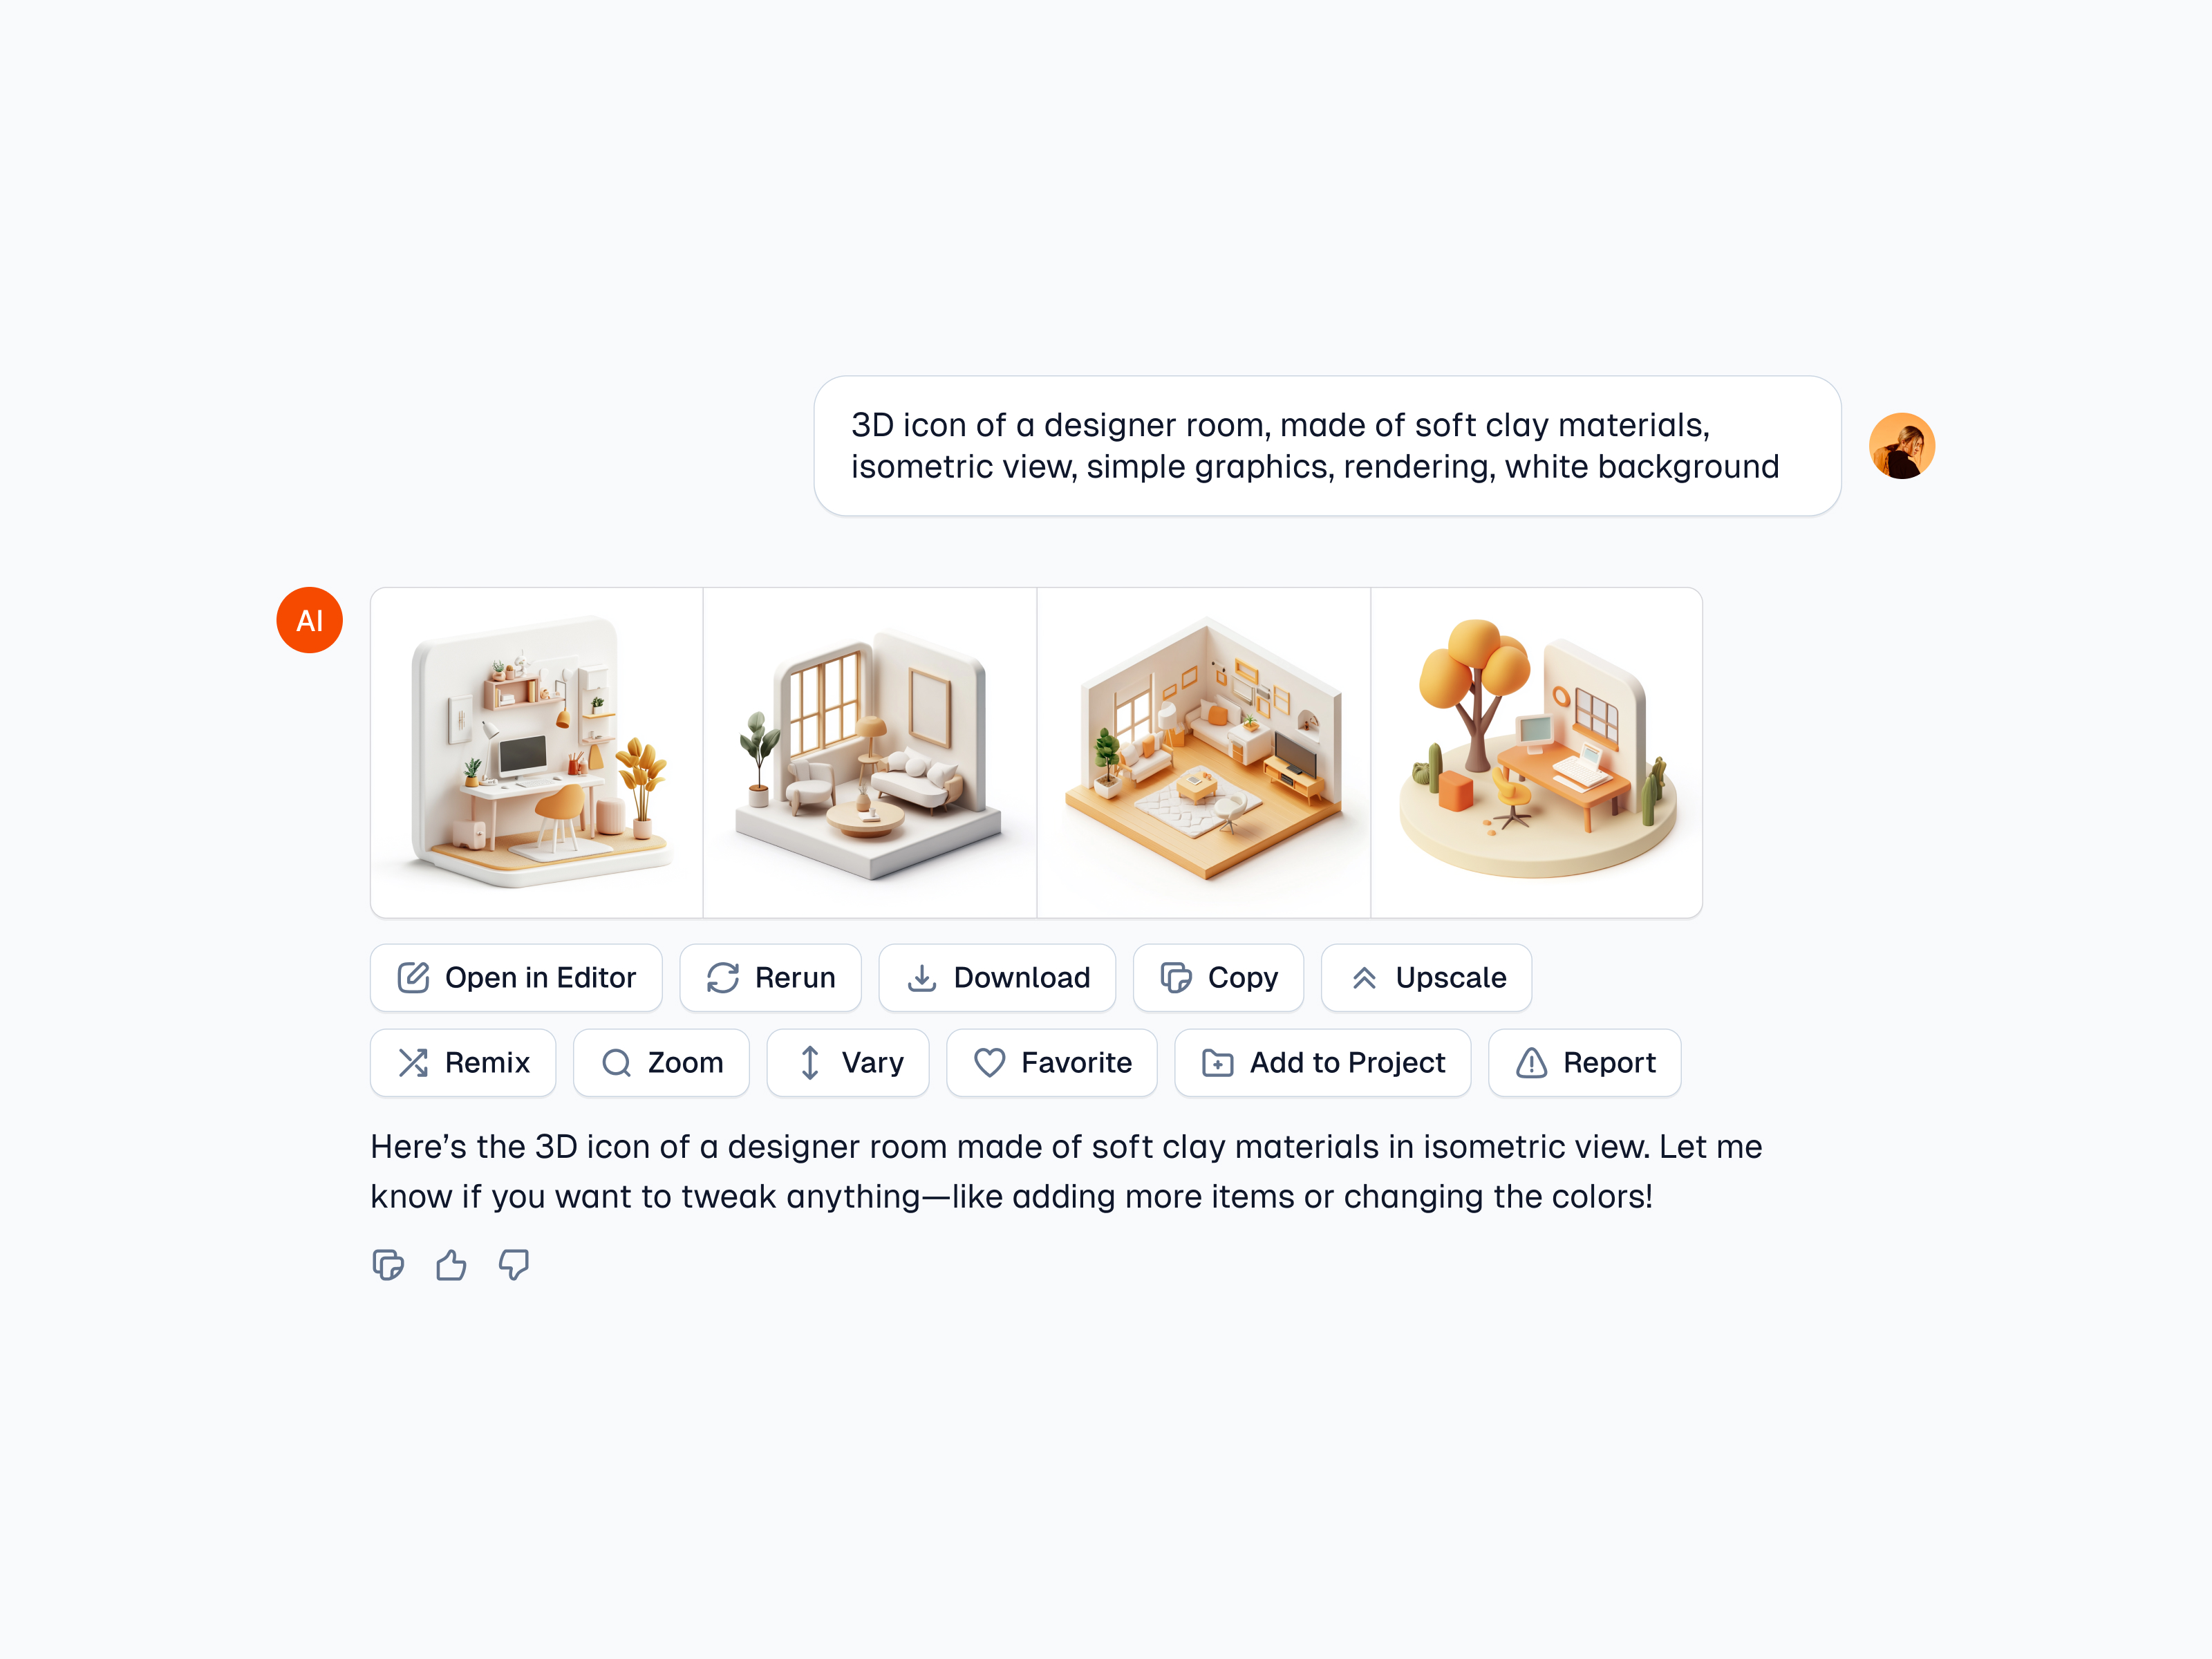 3D icon of a designer room, made of soft clay materials,
isometric view, simple graphics, rendering, white background
AI
Open in Editor
Rerun
Download
Copy
Upscale
Remix
Zoom
Vary
Favorite
Add to Project
Report
Here’s the 3D icon of a designer room made of soft clay materials in isometric view. Let me
know if you want to tweak anything—like adding more items or changing the colors!